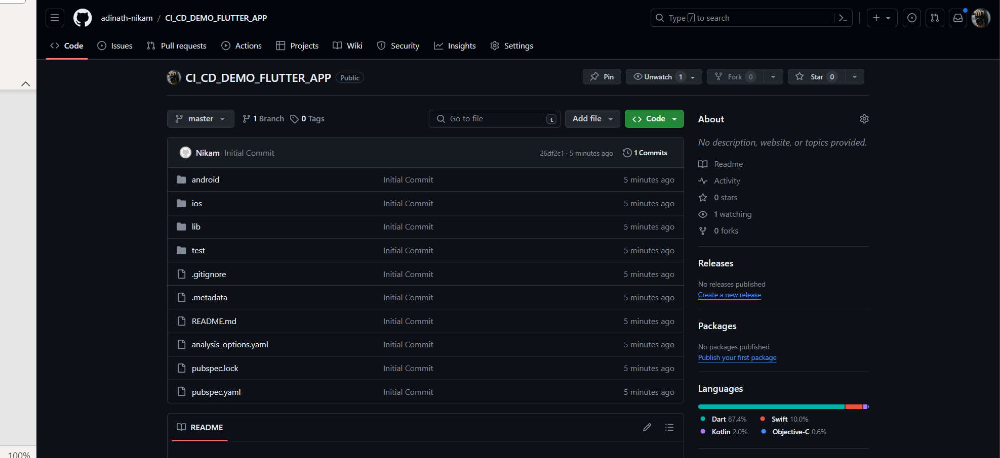 adinath-nikam / CI_CD_DEMO_FLUTTER_APP
Type / to search
Code Issues Pull requests Actions Projects Wiki Security Insights Settings
CI_CD_DEMO_FLUTTER_APP Public
Pin Unwatch 1 Fork 0 Star 0
master 1 Branch 0 Tags
Go to file t Add file Code
Nikam Initial Commit 26df2c1 · 5 minutes ago 1 Commits
android Initial Commit 5 minutes ago
ios Initial Commit 5 minutes ago
lib Initial Commit 5 minutes ago
test Initial Commit 5 minutes ago
.gitignore Initial Commit 5 minutes ago
.metadata Initial Commit 5 minutes ago
README.md Initial Commit 5 minutes ago
analysis_options.yaml Initial Commit 5 minutes ago
pubspec.lock Initial Commit 5 minutes ago
pubspec.yaml Initial Commit 5 minutes ago
README
About
No description, website, or topics provided.
Readme
Activity
0 stars
1 watching
0 forks
Releases
No releases published
Create a new release
Packages
No packages published
Publish your first package
Languages
Dart 87.4% Swift 10.0%
Kotlin 2.0% Objective-C 0.6%
100%